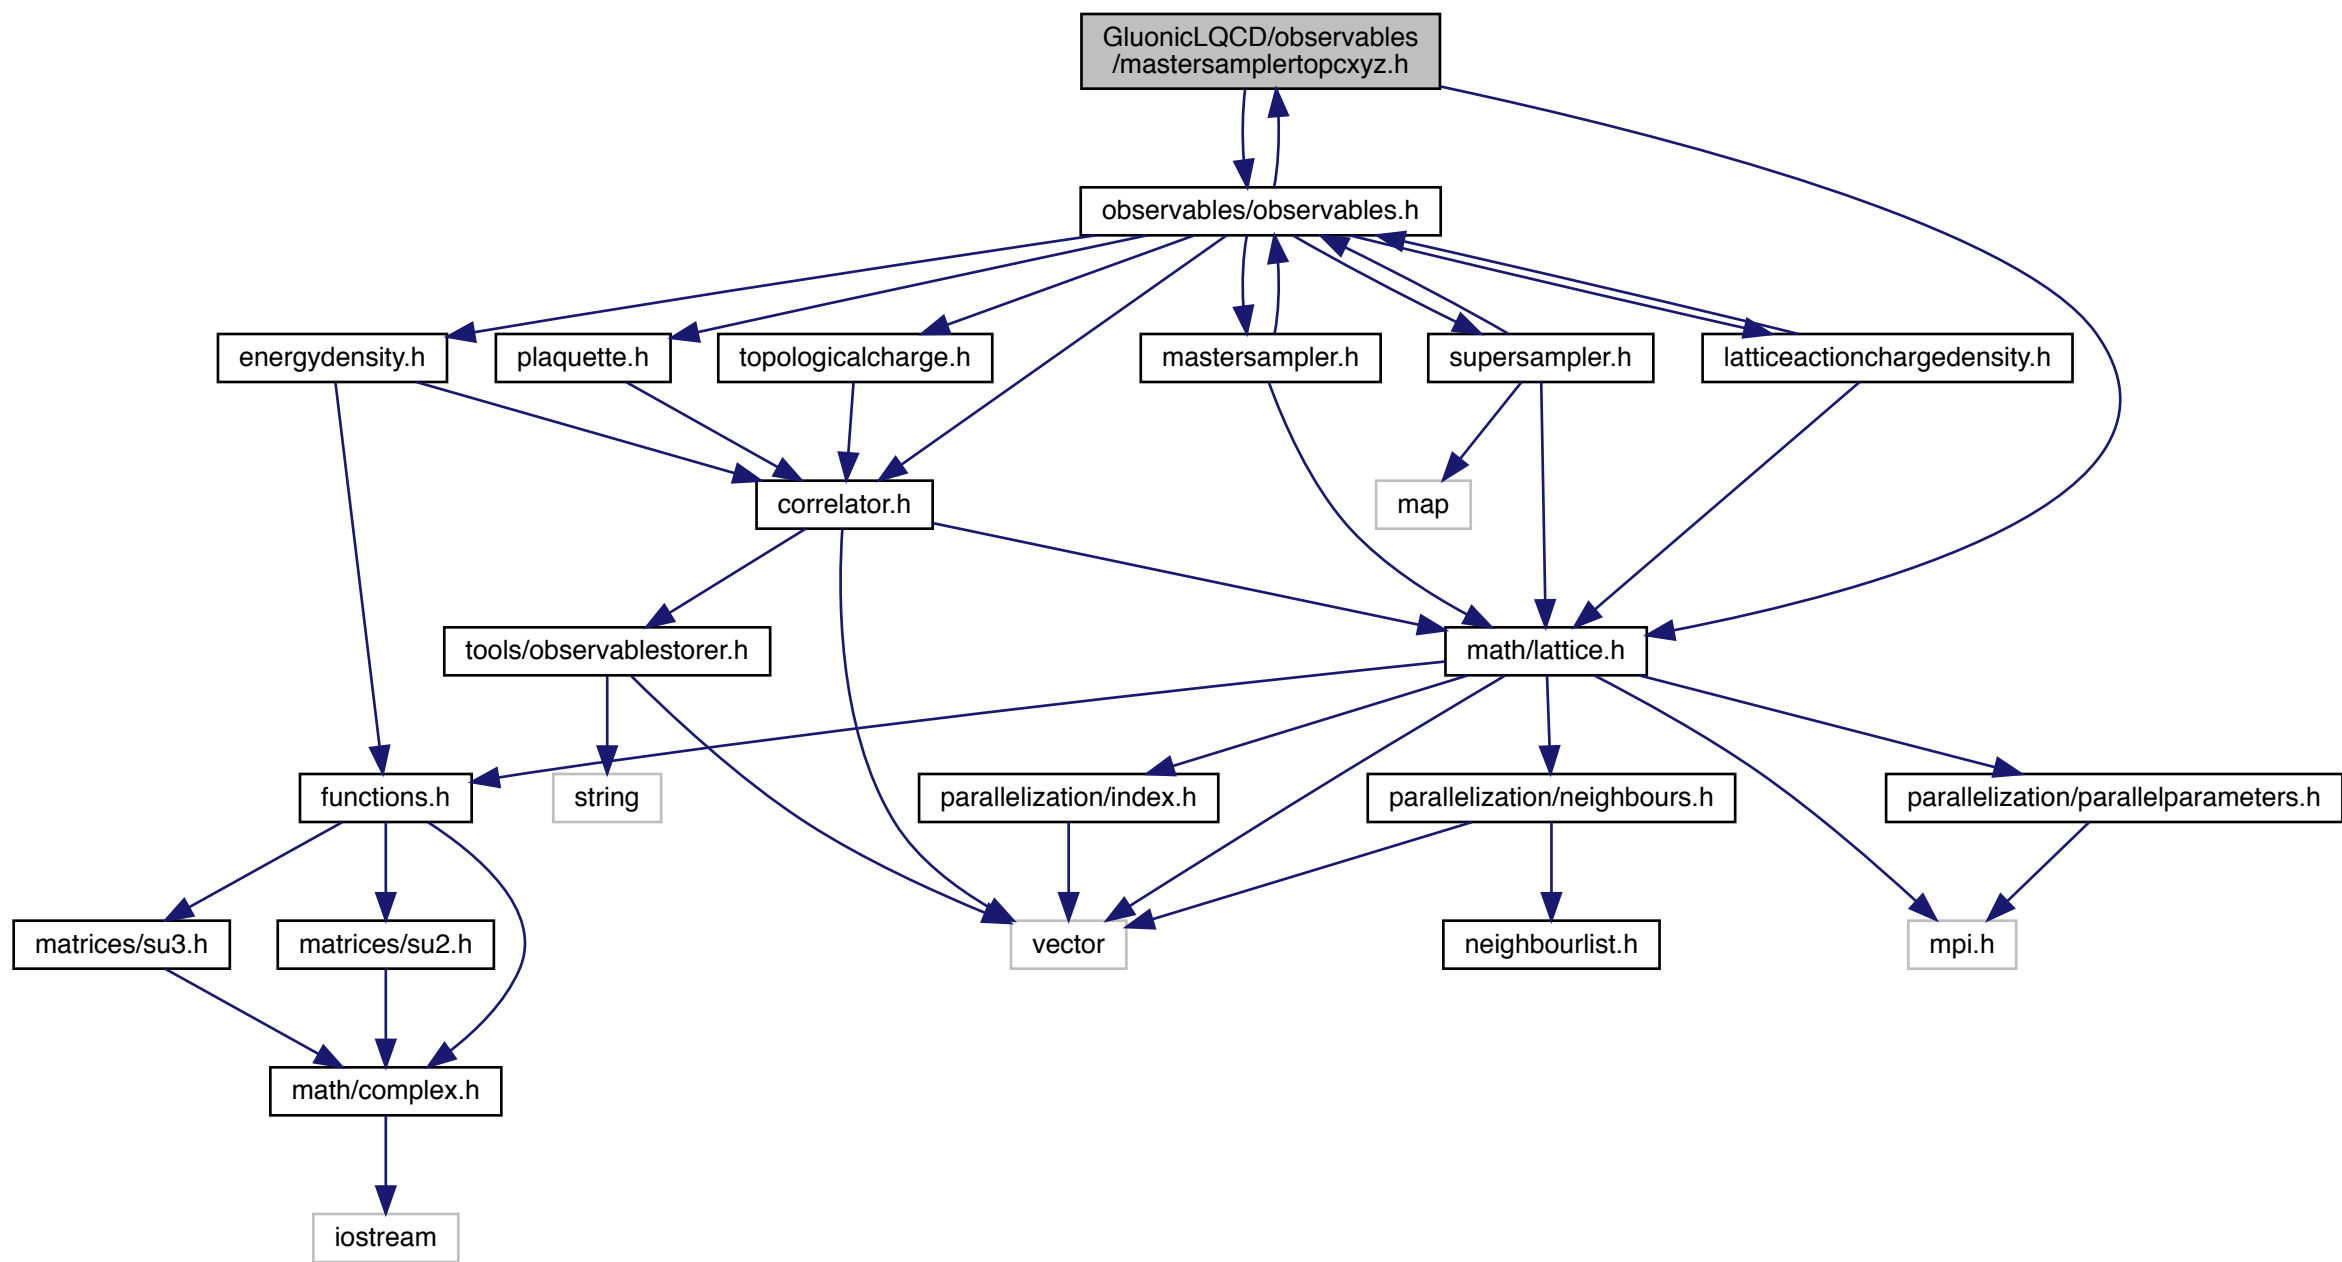 GluonicLQCD/observables
/mastersamplertopcxyz.h
observables/observables.h
energydensity.h
plaquette.h
topologicalcharge.h
mastersampler.h
supersampler.h
latticeactionchargedensity.h
correlator.h
map
tools/observablestorer.h
math/lattice.h
functions.h
string
parallelization/index.h
parallelization/neighbours.h
parallelization/parallelparameters.h
matrices/su3.h
matrices/su2.h
vector
neighbourlist.h
mpi.h
math/complex.h
iostream